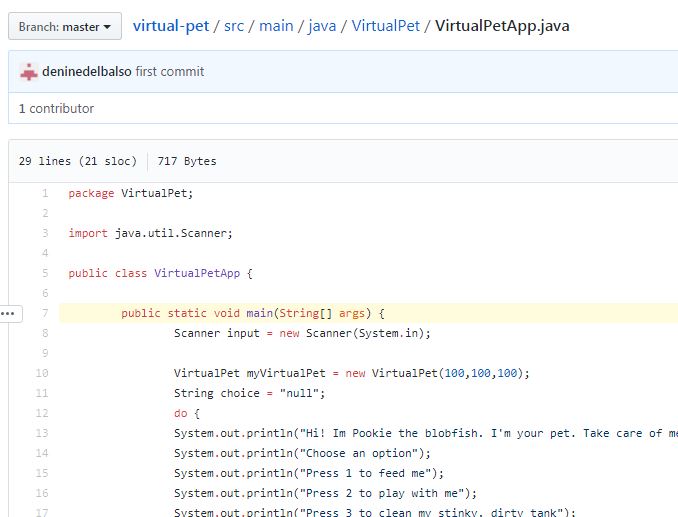 Branch: master virtual-pet / src / main / java / VirtualPet / VirtualPetApp.java
deninedelbalso first commit
1 contributor
29 lines (21 sloc) 717 Bytes
1 package VirtualPet;
2
3 import java.util.Scanner;
4
5 public class VirtualPetApp {
6
7 public static void main(String[] args) {
8 Scanner input = new Scanner(System.in);
9
10 VirtualPet myVirtualPet = new VirtualPet(100,100,100);
11 String choice = "null";
12 do {
13 System.out.println("Hi! Im Pookie the blobfish. I'm your pet. Take care of me
14 System.out.println("Choose an option");
15 System.out.println("Press 1 to feed me");
16 System.out.println("Press 2 to play with me");
17 System.out.println("Press 3 to clean my stinky, dirty tank");